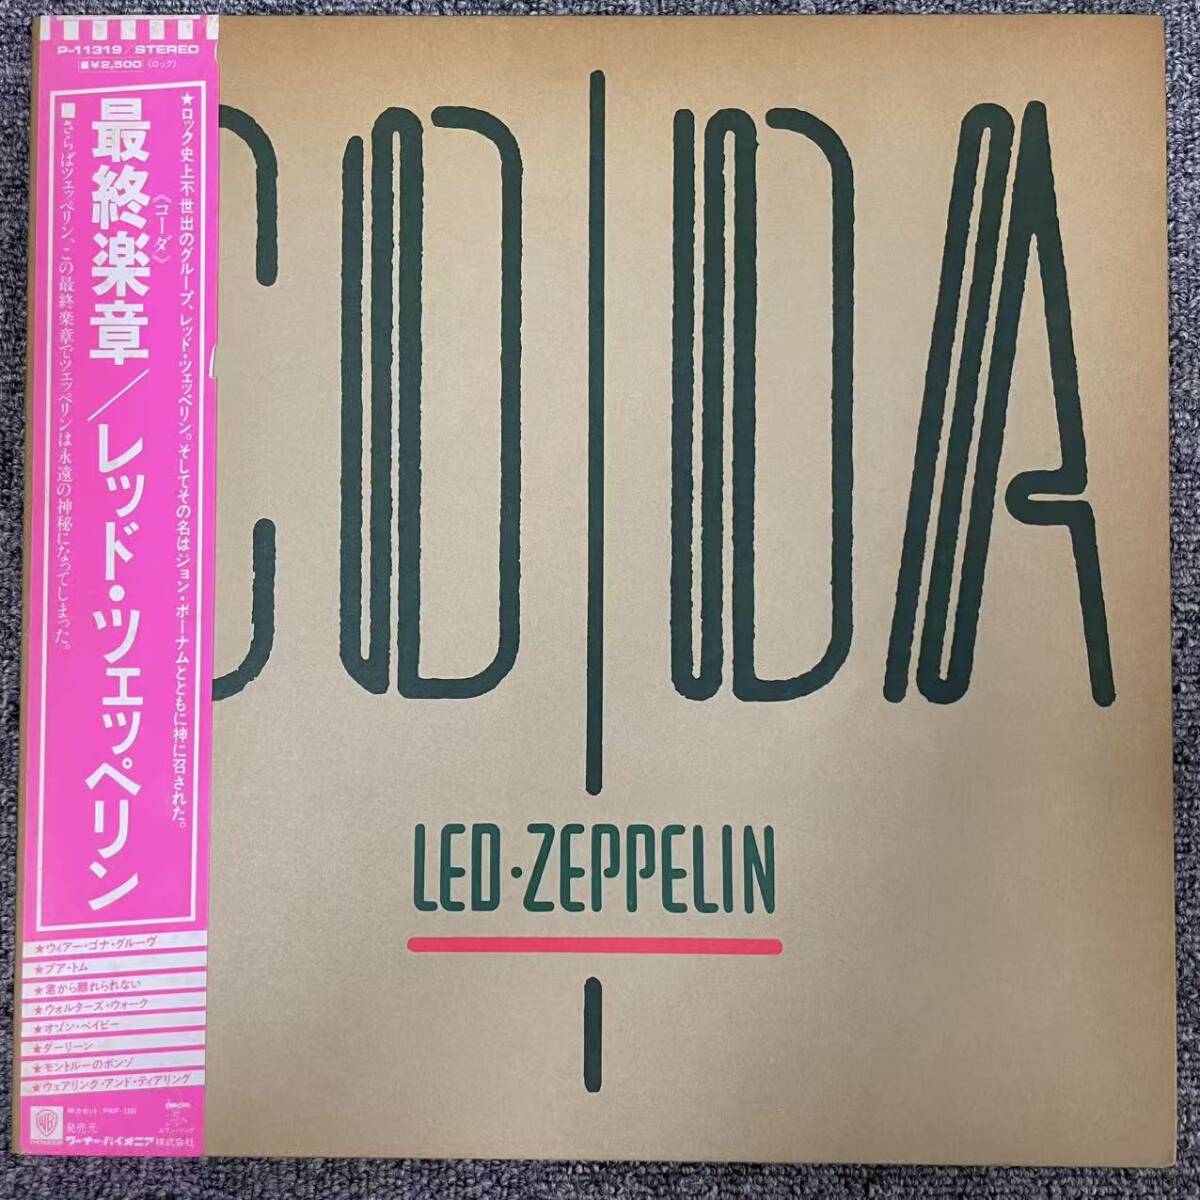 P-11319/STEREO
¥2,500 (ロック)
★ロック史上不世出のグループ、レッド・ツェッペリン。そしてその名はジョン・ボーナムとともに神に召された。
最終楽章/レッド・ツェッペリン
《コーダ》
■さらばツェッペリン、この最終楽章でツェッペリンは永遠の神秘になってしまった。
★ウィアー・ゴナ・グルーヴ
★プア・トム
★君から離れられない
★ウォルターズ・ウォーク
★オゾン・ベイビー
★ダーリーン
★モントルーのボンゾ
★ウェアリング・アンド・ティアリング
発売元
ワーナー・パイオニア株式会社
CODA
LED·ZEPPELIN